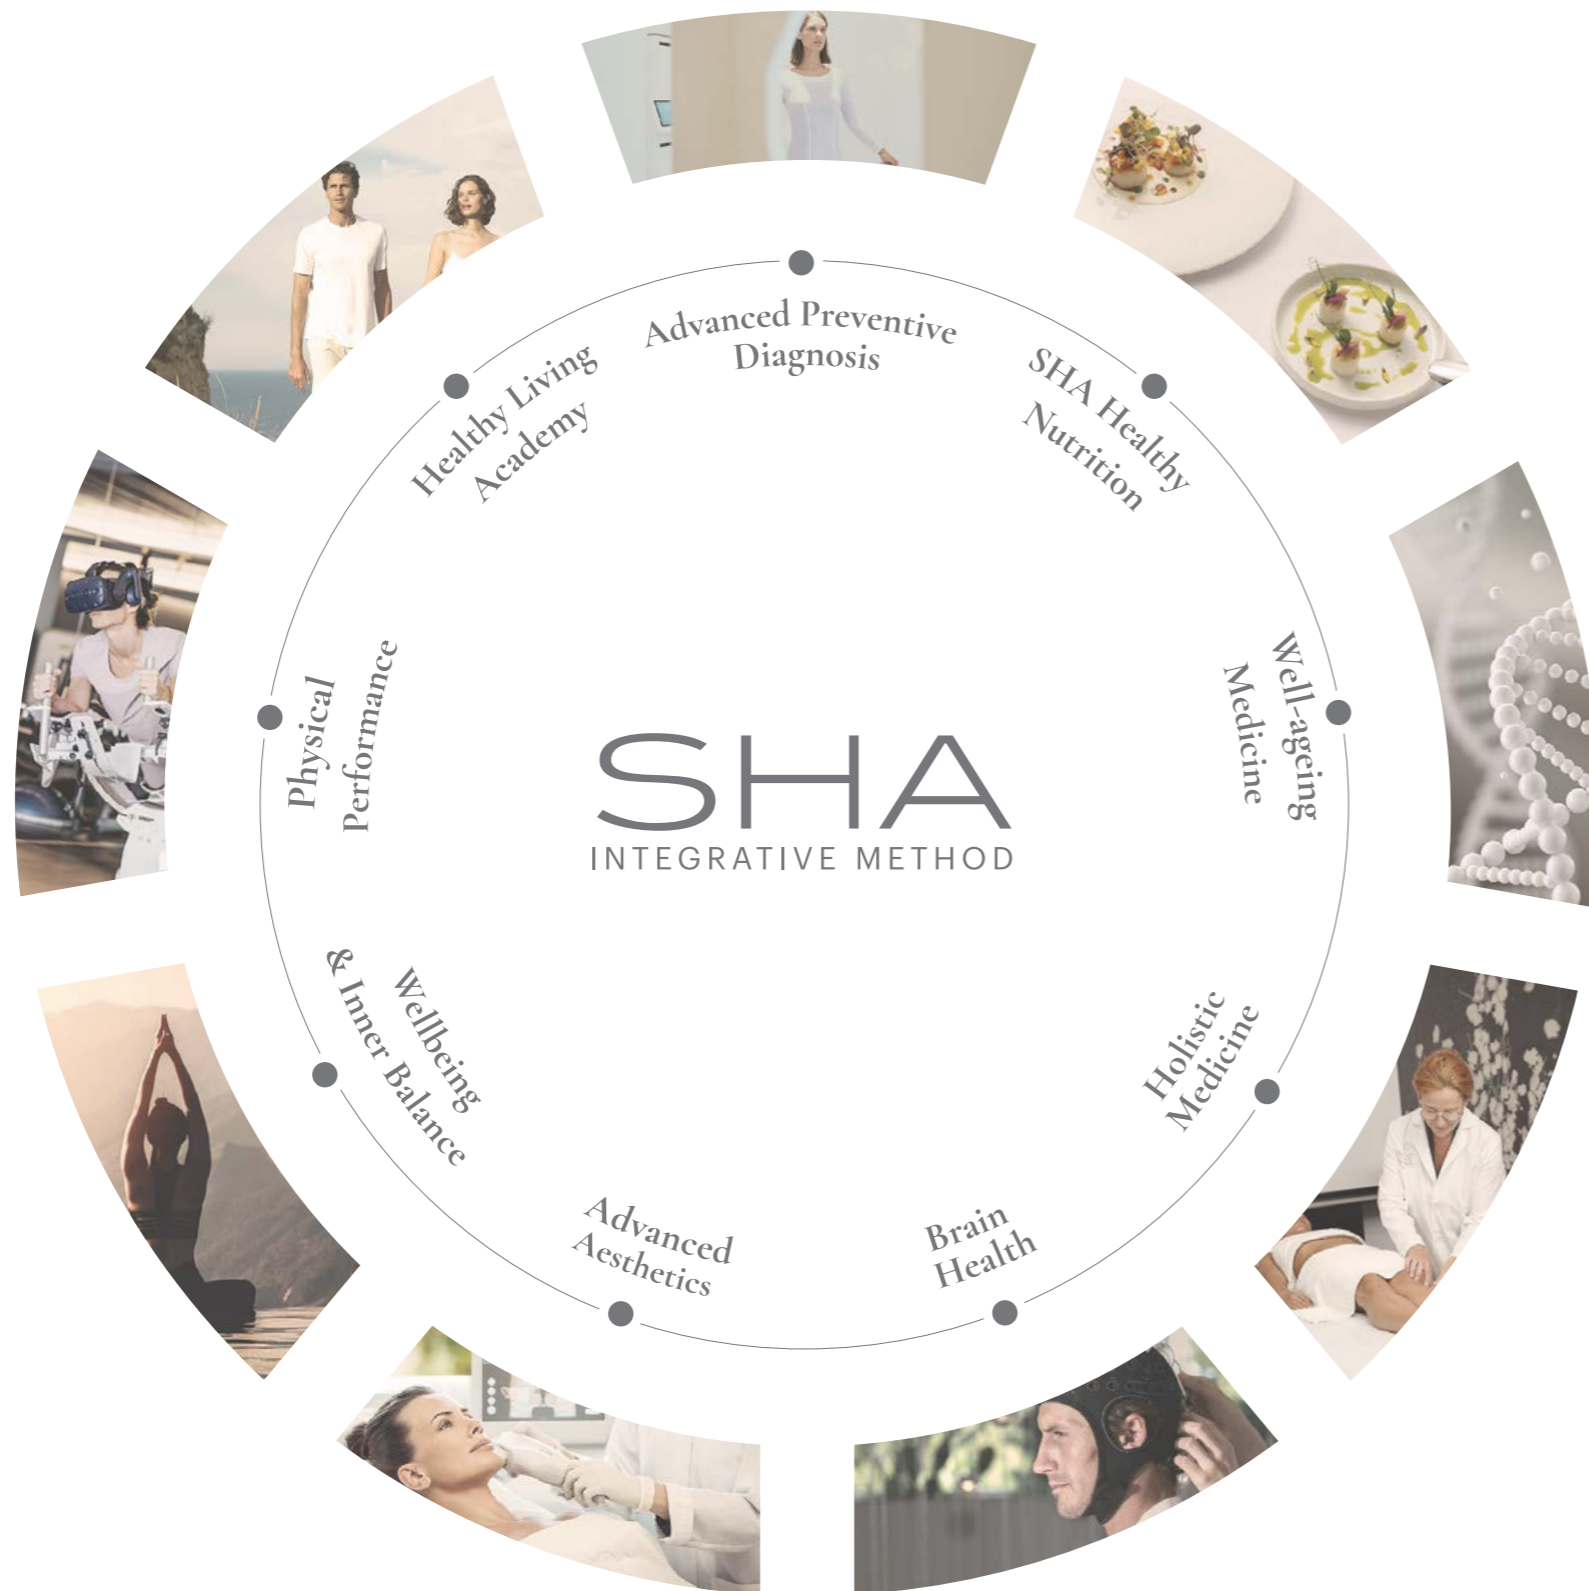 Advanced Preventive
Diagnosis
SHA Healthy
Nutrition
Well-ageing
Medicine
Holistic
Medicine
Brain
Health
Advanced
Aesthetics
Wellbeing
& Inner Balance
Physical
Performance
Healthy Living
Academy
SHA
INTEGRATIVE METHOD